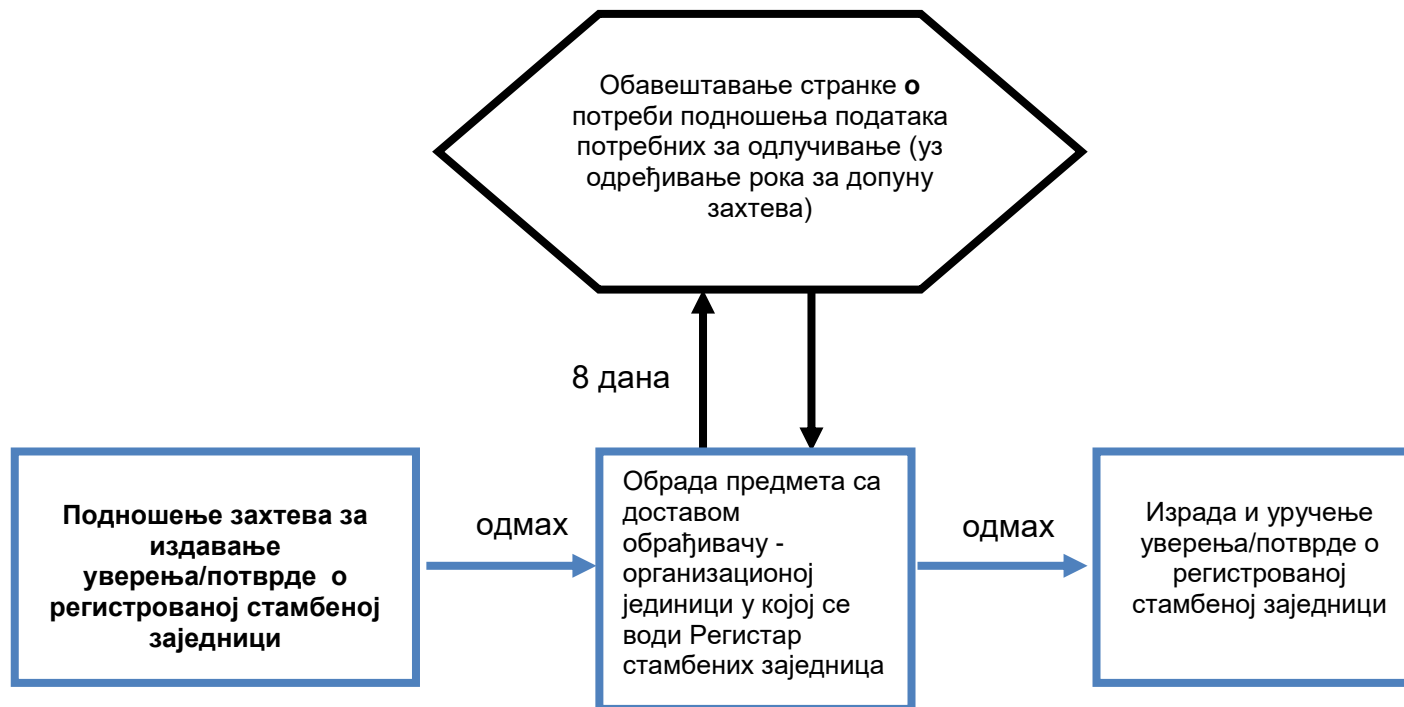 Обавештавање странке о
потреби подношења података
потребних за одлучивање (уз
одређивање рока за допуну
захтева)
8 дана
Подношење захтева за
издавање
уверења/потврде о
регистрованој стамбеној
заједници
одмах
Обрада предмета са
доставом
обрађивачу -
организационој
јединици у којој се
води Регистар
стамбених заједница
одмах
Израда и уручење
уверења/потврде о
регистрованој
стамбеној заједници